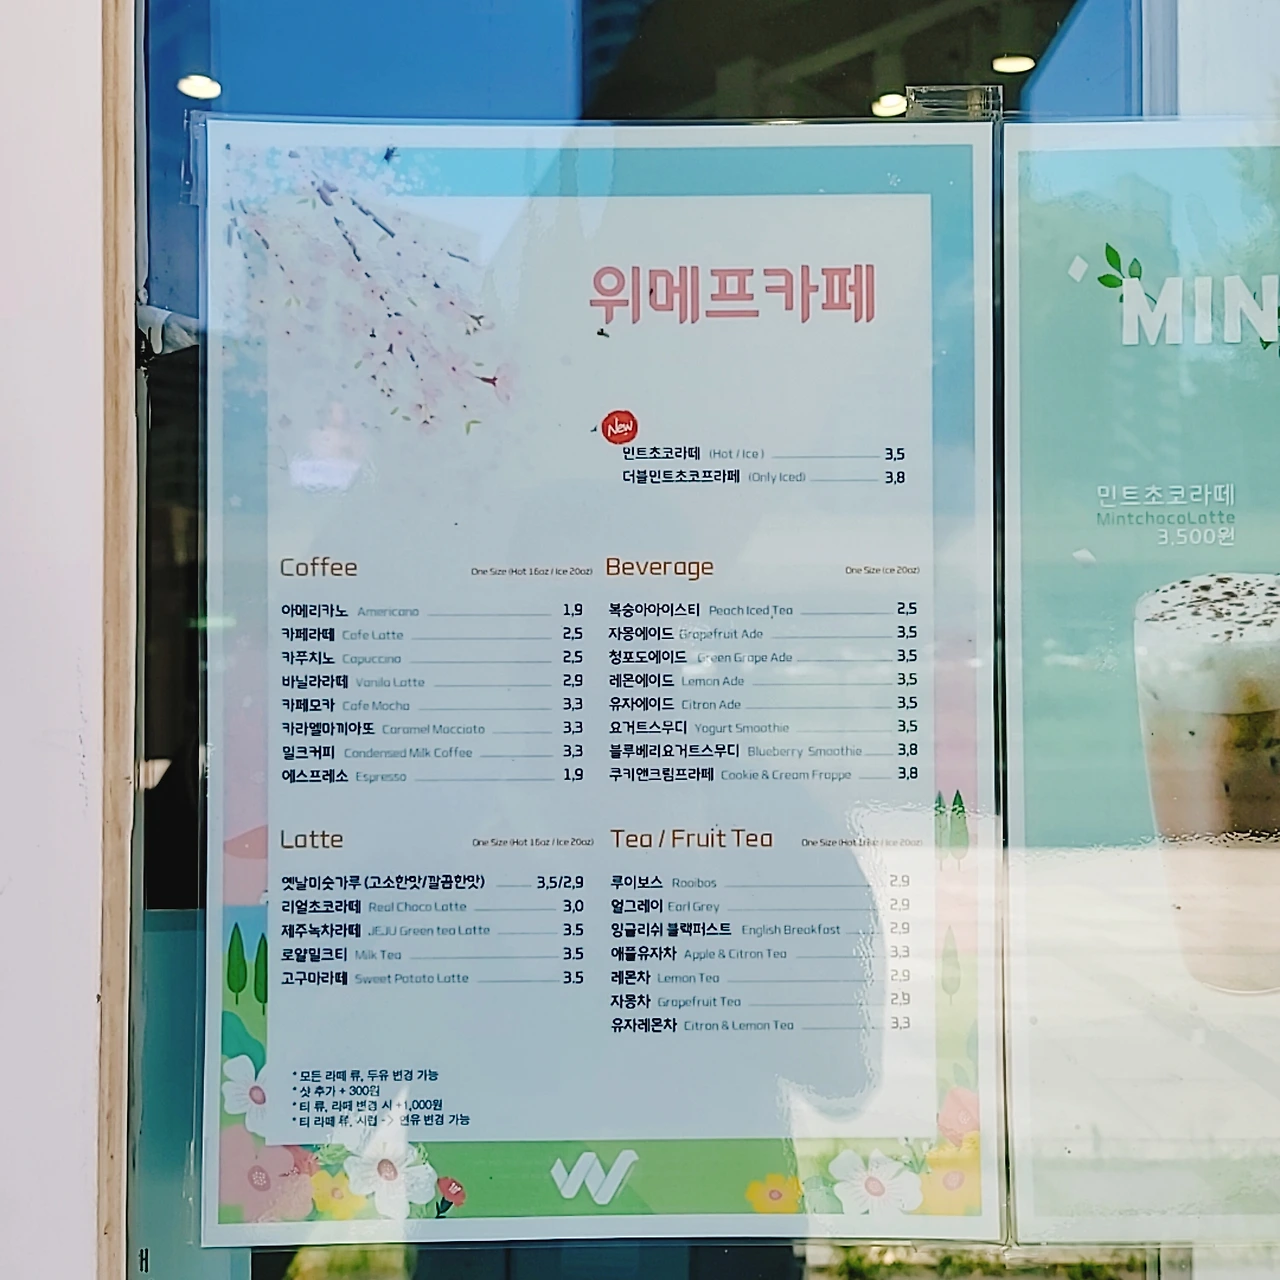 위메프카페
New
민트초코라떼 (Hot / Ice) 3,5
더블민트초코프라페 (Only Iced) 3,8
Coffee One Size (Hot 16oz / Ice 20oz)
아메리카노 Americano 1,9
카페라떼 Cafe Latte 2,5
카푸치노 Capuccino 2,5
바닐라라떼 Vanila Latte 2,9
카페모카 Cafe Mocha 3,3
카라멜마끼아또 Caramel Macciato 3,3
밀크커피 Condensed Milk Coffee 3,3
에스프레소 Espresso 1,9
Beverage One Size (Ice 20oz)
복숭아아이스티 Peach Iced Tea 2,5
자몽에이드 Grapefruit Ade 3,5
청포도에이드 Green Grape Ade 3,5
레몬에이드 Lemon Ade 3,5
유자에이드 Citron Ade 3,5
요거트스무디 Yogurt Smoothie 3,5
블루베리요거트스무디 Blueberry Smoothie 3,8
쿠키앤크림프라페 Cookie & Cream Frappe 3,8
Latte One Size (Hot 16oz / Ice 20oz)
옛날미숫가루 (고소한맛/깔끔한맛) 3,5/2,9
리얼초코라떼 Real Choco Latte 3,0
제주녹차라떼 JEJU Green tea Latte 3.5
로얄밀크티 Milk Tea 3.5
고구마라떼 Sweet Potato Latte 3.5
Tea / Fruit Tea One Size (Hot 16oz / Ice 20oz)
루이보스 Rooibos 2,9
얼그레이 Earl Grey 2,9
잉글리쉬 블랙퍼스트 English Breakfast 2,9
애플유자차 Apple & Citron Tea 3,3
레몬차 Lemon Tea 2,9
자몽차 Grapefruit Tea 2,9
유자레몬차 Citron & Lemon Tea 3,3
* 모든 라떼 류, 두유 변경 가능
* 샷 추가 + 300원
* 티 류, 라떼 변경 시 +1,000원
* 티 라떼 류, 시럽 -> 연유 변경 가능
W
MIN
민트초코라떼
MintchocoLatte
3,500원